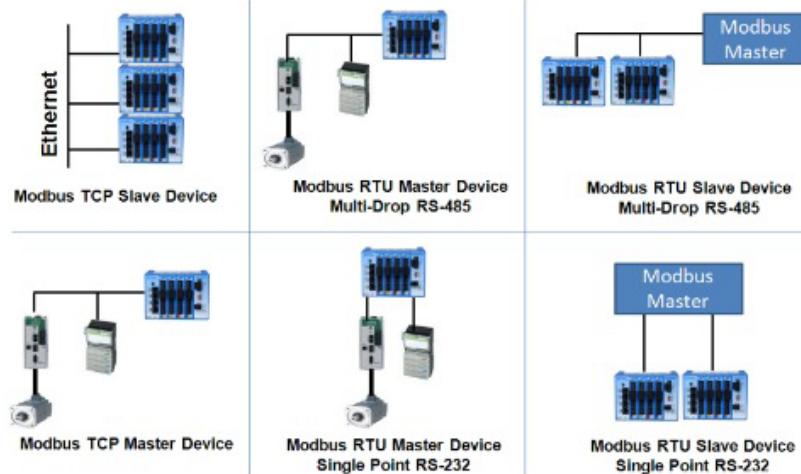 Ethernet
Modbus TCP Slave Device
Modbus RTU Master Device
Multi-Drop RS-485
Modbus
Master
Modbus RTU Slave Device
Multi-Drop RS-485
Modbus TCP Master Device
Modbus RTU Master Device
Single Point RS-232
Modbus
Master
Modbus RTU Slave Device
Single Point RS-232